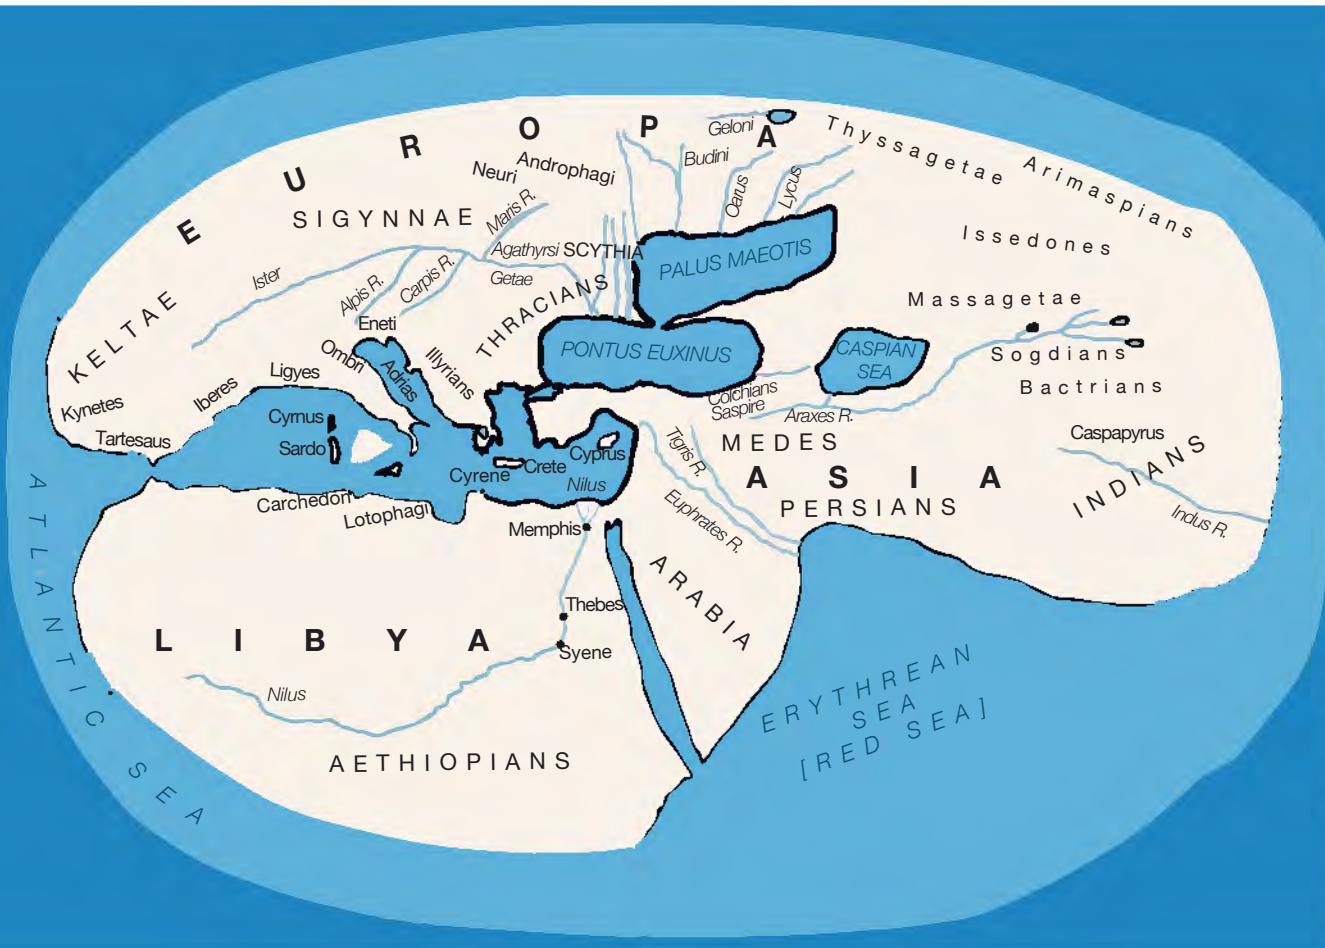 EUROPA
Geloni
Thyssagetae
Arimaspians
Budini
Androphagi
Neuri
Oarus
Lycus
SIGYNNAE
Maris R.
Issedones
Agathyrsi
SCYTHIA
PALUS MAEOTIS
Ister
Alpis R.
Carpis R.
Getae
THRACIANS
Massagetae
KELTAE
Eneti
Ombri
Adrias
Illyrians
PONTUS EUXINUS
CASPIAN
SEA
Sogdians
Bactrians
Ligyes
Iberes
Kynetes
Tartesaus
Cyrnus
Sardo
Colchians
Saspire
Araxes R.
MEDES
Caspapyrus
INDIANS
Indus R.
Tigris R.
Euphrates R.
ASIA
PERSIANS
Cyrene
Crete
Cyprus
Nilus
Carchedon
Lotophagi
Memphis
ARABIA
Thebes
Syene
LIBYA
Nilus
AETHIOPIANS
ATLANTIC SEA
ERYTHREAN
SEA
[RED SEA]